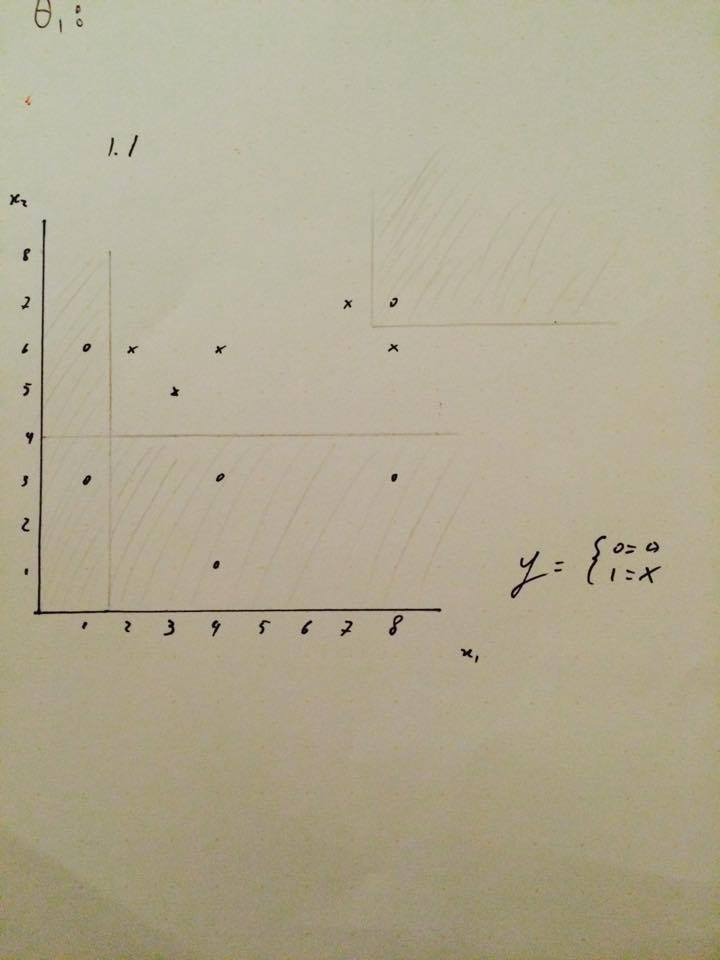 θ₁:
1.1
x₂
8
7 x o
6 o x x x
5 x
4
3 o o o
2
1 o
1 2 3 4 5 6 7 8
x₁
y = { 0 = o
1 = x